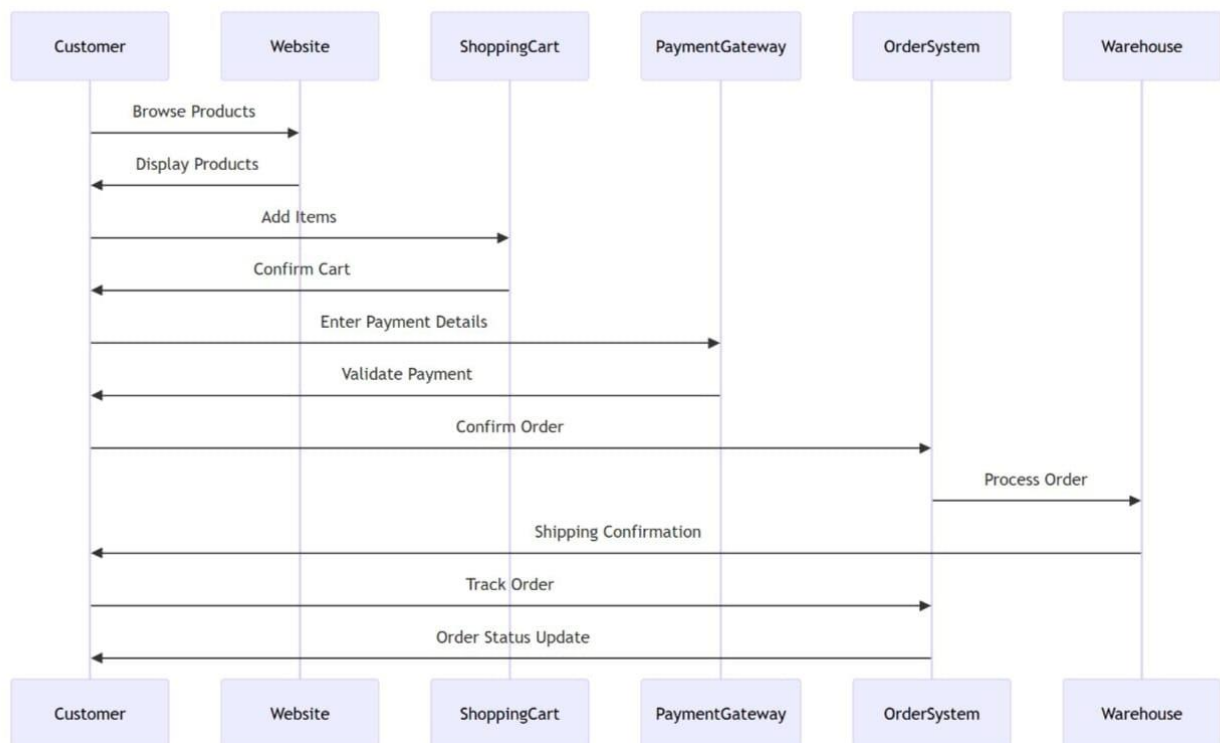 Customer Website ShoppingCart PaymentGateway OrderSystem Warehouse
Browse Products
Display Products
Add Items
Confirm Cart
Enter Payment Details
Validate Payment
Confirm Order
Process Order
Shipping Confirmation
Track Order
Order Status Update
Customer Website ShoppingCart PaymentGateway OrderSystem Warehouse